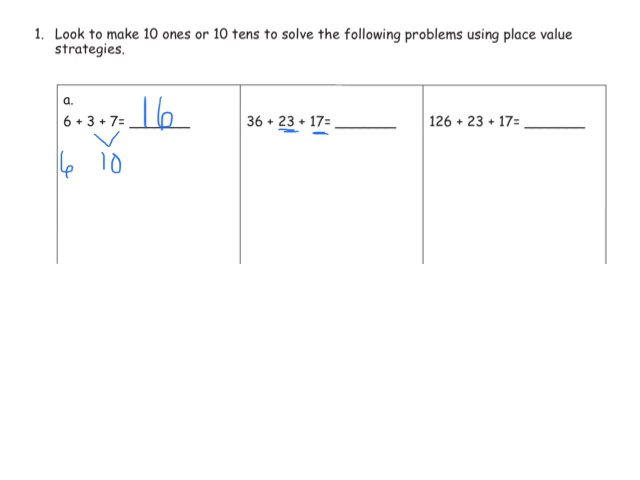 1. Look to make 10 ones or 10 tens to solve the following problems using place value
strategies.
a.
6 + 3 + 7= 16
6 10
36 + 23 + 17= ________
126 + 23 + 17= ________